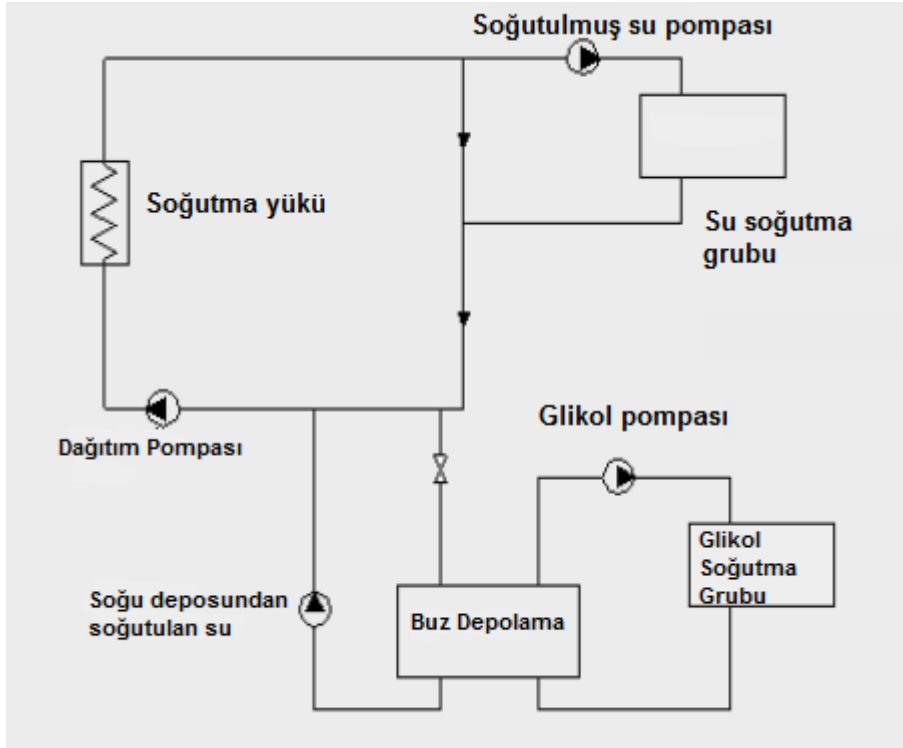 Soğutulmuş su pompası
Soğutma yükü
Su soğutma
grubu
Dağıtım Pompası
Glikol pompası
Glikol
Soğutma
Grubu
Soğu deposundan
soğutulan su
Buz Depolama